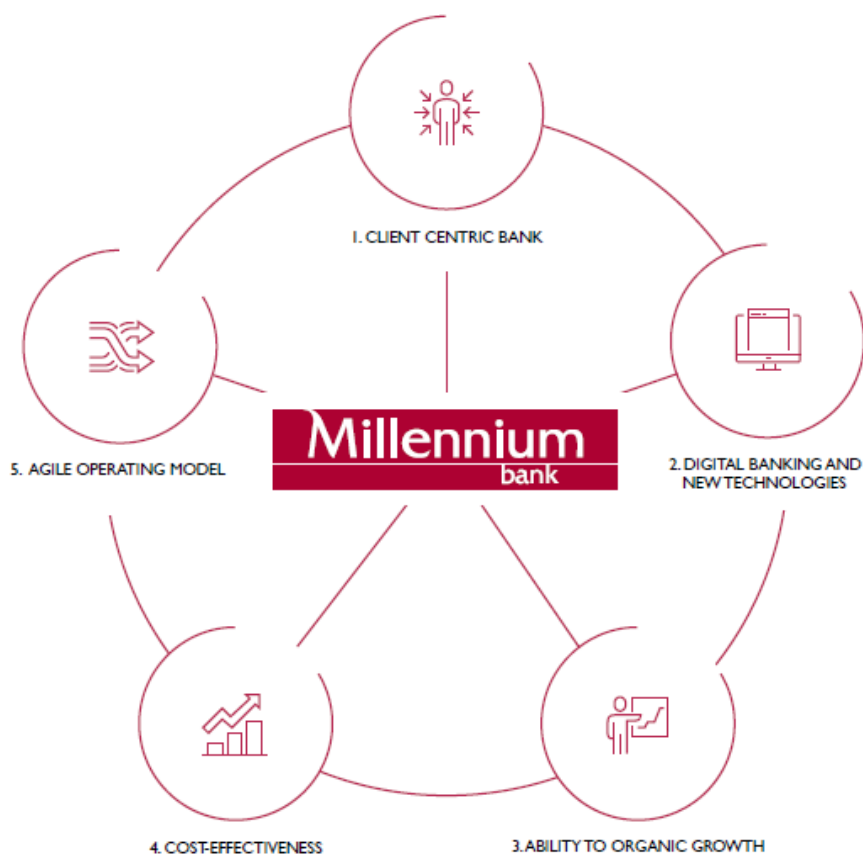 1. CLIENT CENTRIC BANK
Millennium
bank
5. AGILE OPERATING MODEL
2. DIGITAL BANKING AND
NEW TECHNOLOGIES
4. COST-EFFECTIVENESS
3. ABILITY TO ORGANIC GROWTH